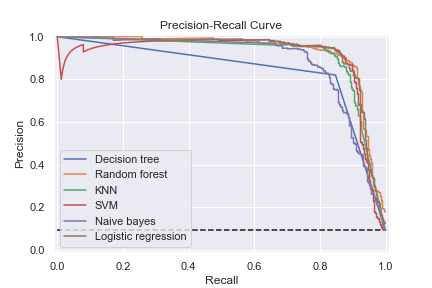 Precision-Recall Curve
1.0
0.8
0.6
0.4
0.2
0.0
Precision
Decision tree
Random forest
KNN
SVM
Naive bayes
Logistic regression
0.0 0.2 0.4 0.6 0.8 1.0
Recall